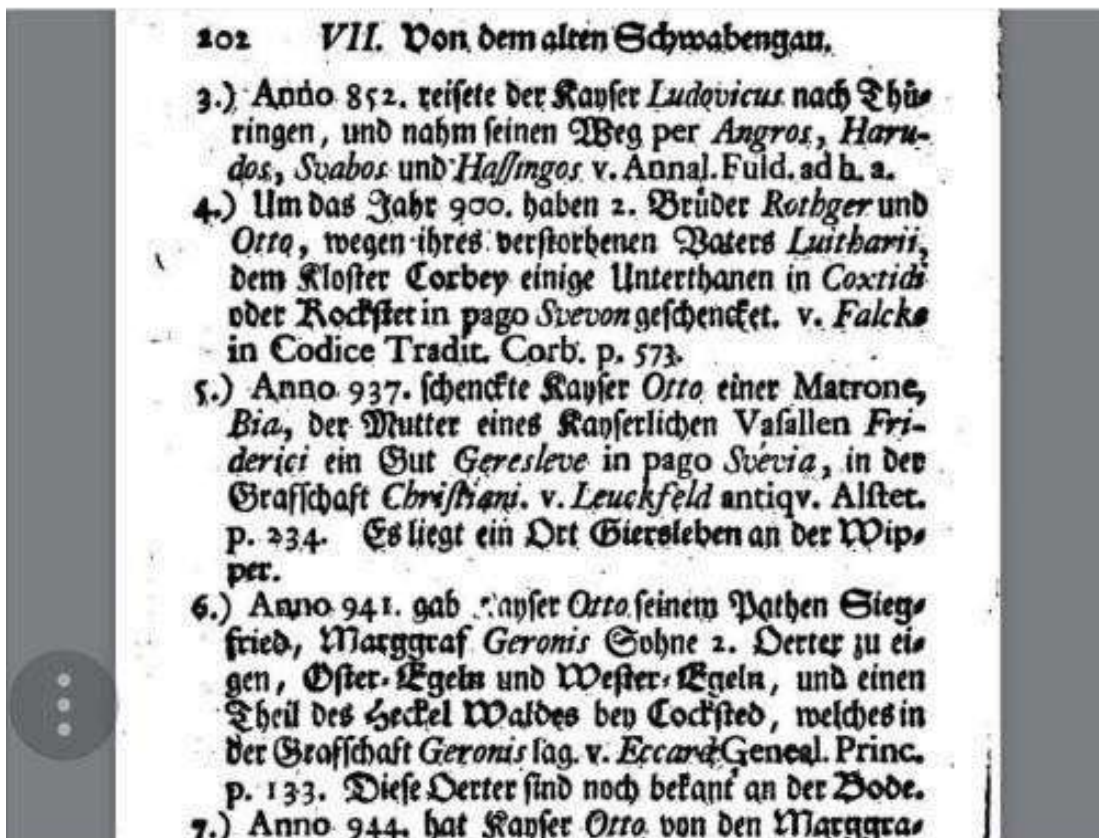 202 VII. Von dem alten Schwabengau.
3.) Anno 852. reisete der Kayser Ludovicus nach Thü-
ringen, und nahm seinen Weg per Angros, Haru-
dos, Svabos und Hassingos v. Annal. Fuld. ad h. a.
4.) Um das Jahr 900. haben 2. Brüder Rothger und
Otto, wegen ihres verstorbenen Vaters Luitharii,
dem Kloster Corbey einige Unterthanen in Coxtidi
oder Rockstet in pago Svevon geschencket. v. Falcke
in Codice Tradit. Corb. p. 573.
5.) Anno 937. schenckte Kayser Otto einer Matrone,
Bia, der Mutter eines Kayserlichen Vasallen Fri-
derici ein Gut Geresleve in pago Svevia, in der
Grafschaft Christiani. v. Leuckfeld antiqv. Alstet.
p. 234. Es liegt ein Ort Giersleben an der Wip-
per.
6.) Anno 941. gab Kayser Otto seinem Pathen Sieg-
fried, Marggraf Geronis Sohne 2. Oerter zu ei-
gen, Oster-Egeln und Wester-Egeln, und einen
Theil des Heckel Waldes bey Cocksted, welches in
der Grafschaft Geronis lag. v. Eccard Geneal. Princ.
p. 133. Diese Oerter sind noch bekant an der Bode.
7.) Anno 944. hat Kayser Otto von den Marggra-